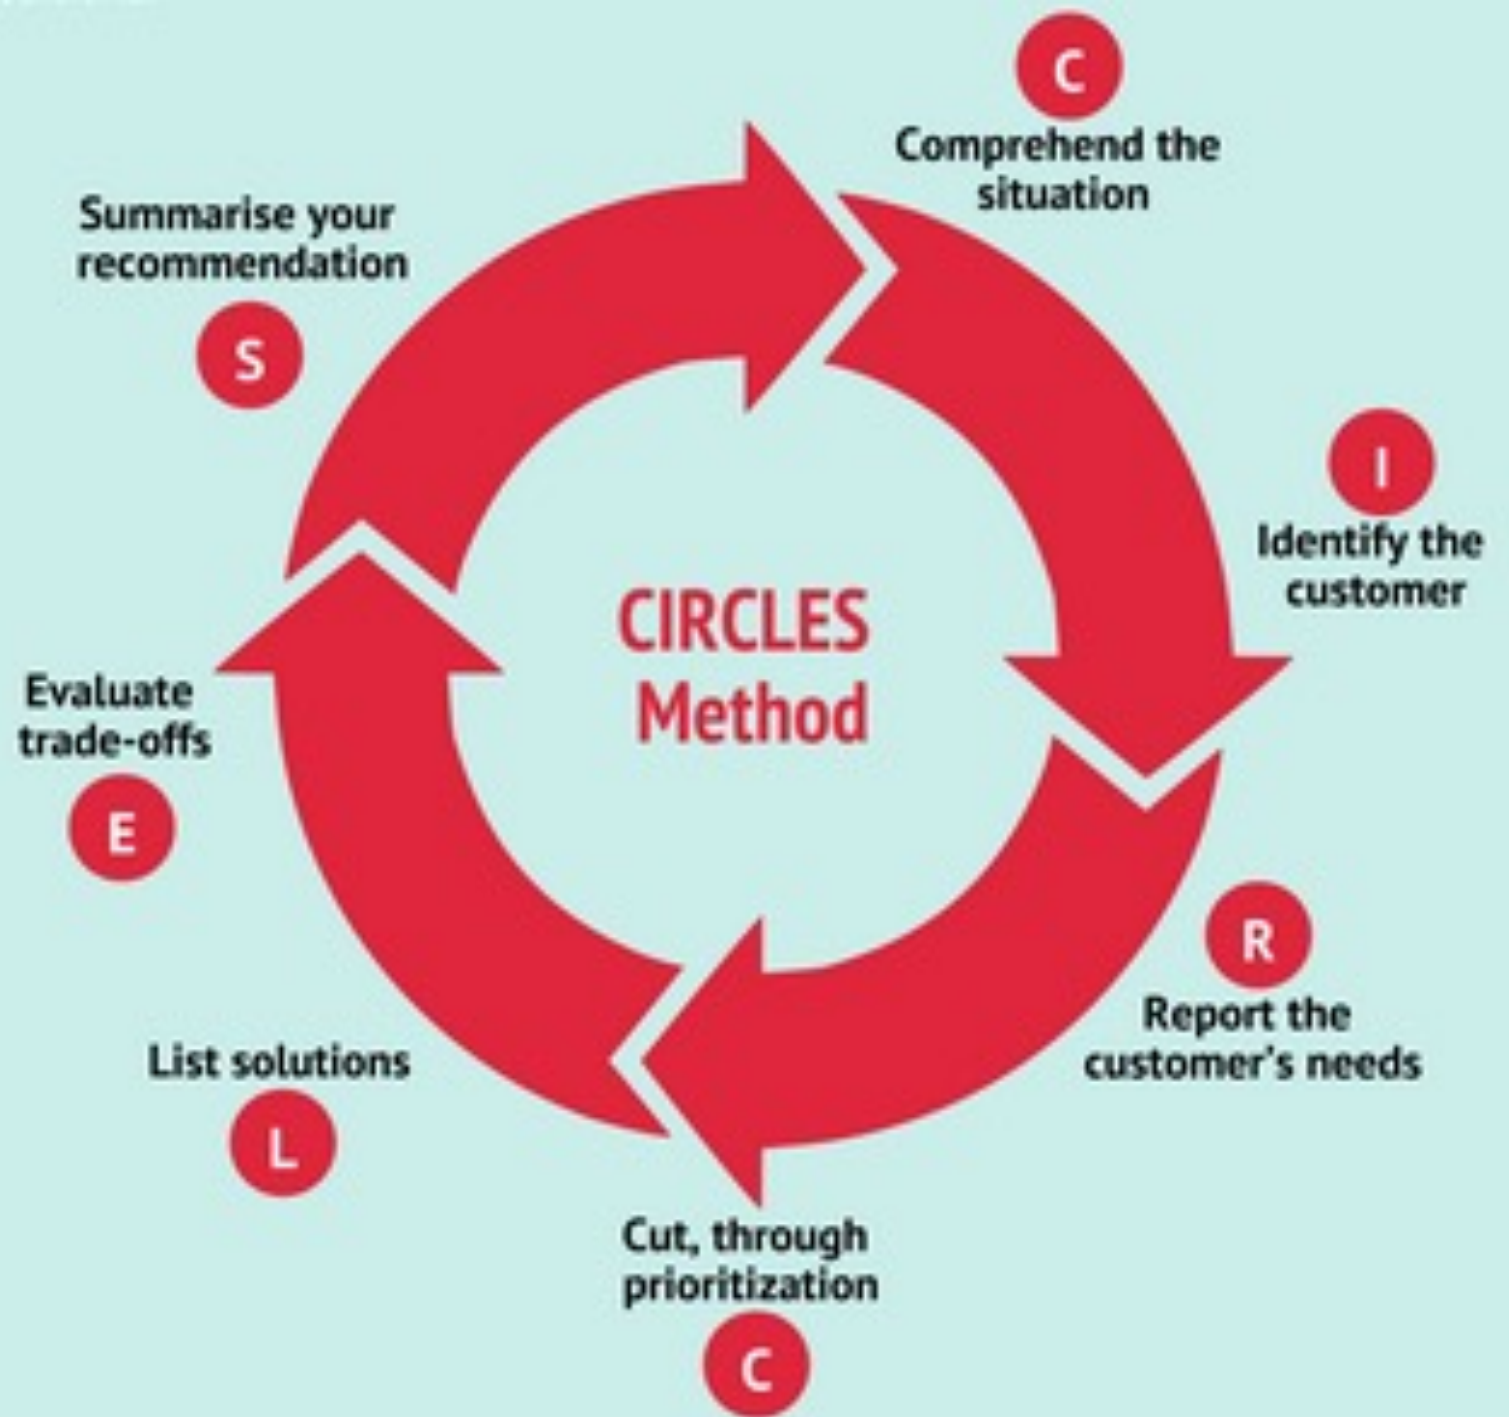 C
Comprehend the
situation
I
Identify the
customer
R
Report the
customer's needs
Cut, through
prioritization
C
List solutions
L
Evaluate
trade-offs
E
Summarise your
recommendation
S
CIRCLES
Method